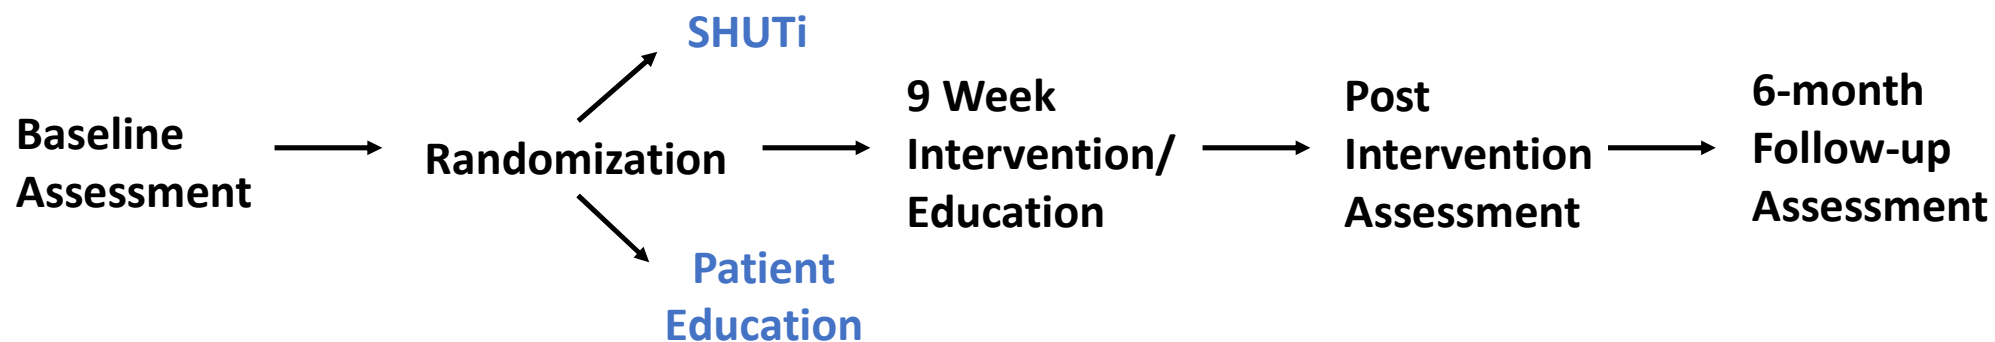 Baseline
Assessment
Randomization
SHUTi
Patient
Education
9 Week
Intervention/
Education
Post
Intervention
Assessment
6-month
Follow-up
Assessment